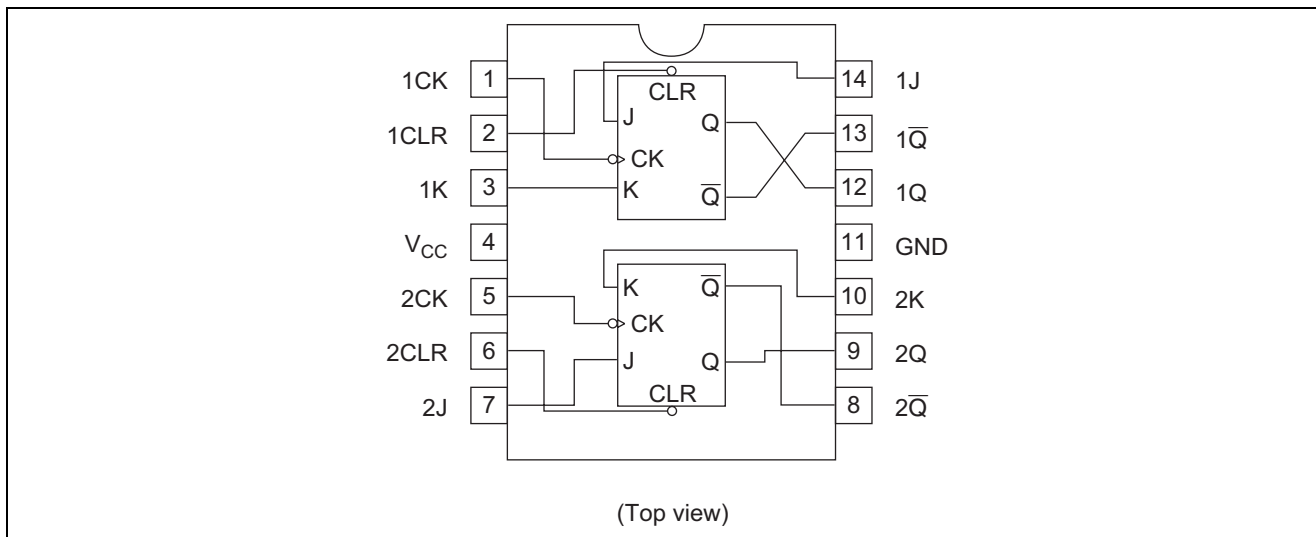 1CK 1
1CLR 2
1K 3
V_CC 4
2CK 5
2CLR 6
2J 7
CLR
J Q
CK
K Q̅
K Q̅
CK
J Q
CLR
14 1J
13 1Q̅
12 1Q
11 GND
10 2K
9 2Q
8 2Q̅
(Top view)